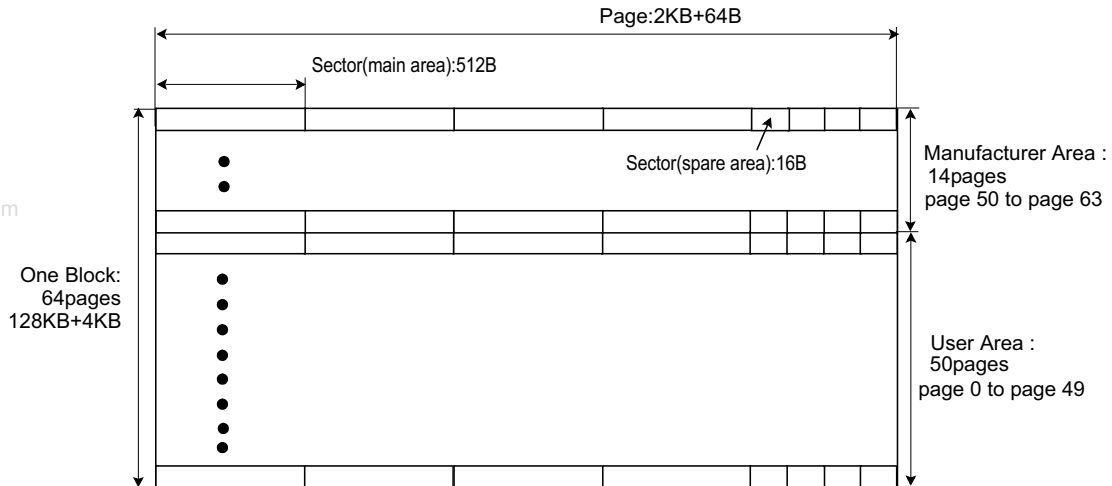 Page:2KB+64B
Sector(main area):512B
Sector(spare area):16B
Manufacturer Area :
14pages
page 50 to page 63
m
One Block:
64pages
128KB+4KB
User Area :
50pages
page 0 to page 49